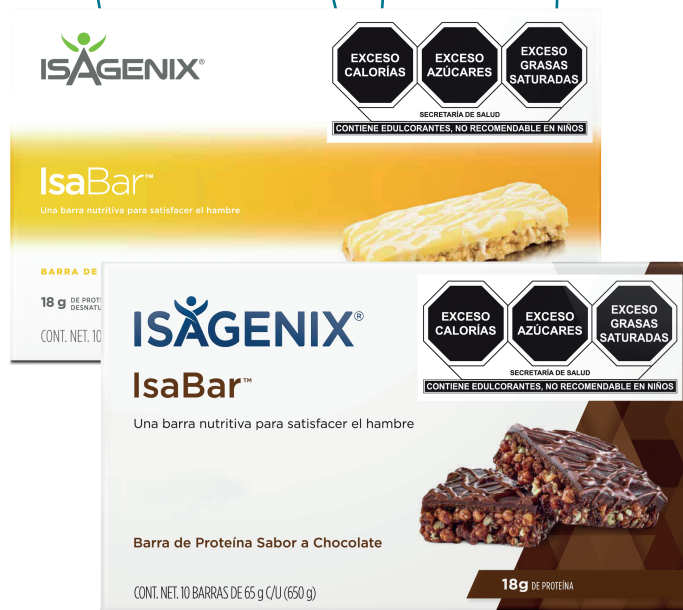 ISAGENIX®
EXCESO CALORÍAS
EXCESO AZÚCARES
EXCESO GRASAS SATURADAS
SECRETARÍA DE SALUD
CONTIENE EDULCORANTES, NO RECOMENDABLE EN NIÑOS
IsaBar™
Una barra nutritiva para satisfacer el hambre
BARRA DE
18 g DE
CONT. NET. 10
ISAGENIX®
EXCESO CALORÍAS
EXCESO AZÚCARES
EXCESO GRASAS SATURADAS
SECRETARÍA DE SALUD
CONTIENE EDULCORANTES, NO RECOMENDABLE EN NIÑOS
IsaBar™
Una barra nutritiva para satisfacer el hambre
Barra de Proteína Sabor a Chocolate
CONT. NET. 10 BARRAS DE 65 g C/U (650 g)
18g DE PROTEÍNA